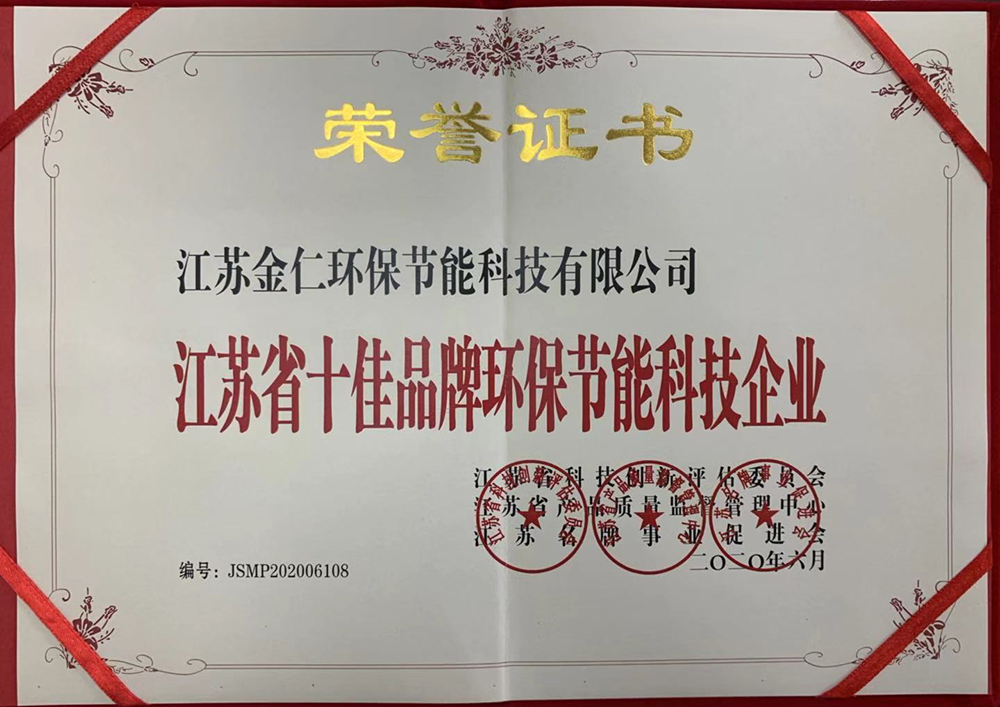 荣誉证书
江苏金仁环保节能科技有限公司
江苏省十佳品牌环保节能科技企业
江苏省科技创新评估委员会
江苏省产品质量监督管理中心
江苏名牌事业促进会
二〇二〇年六月
编号：JSMP202006108